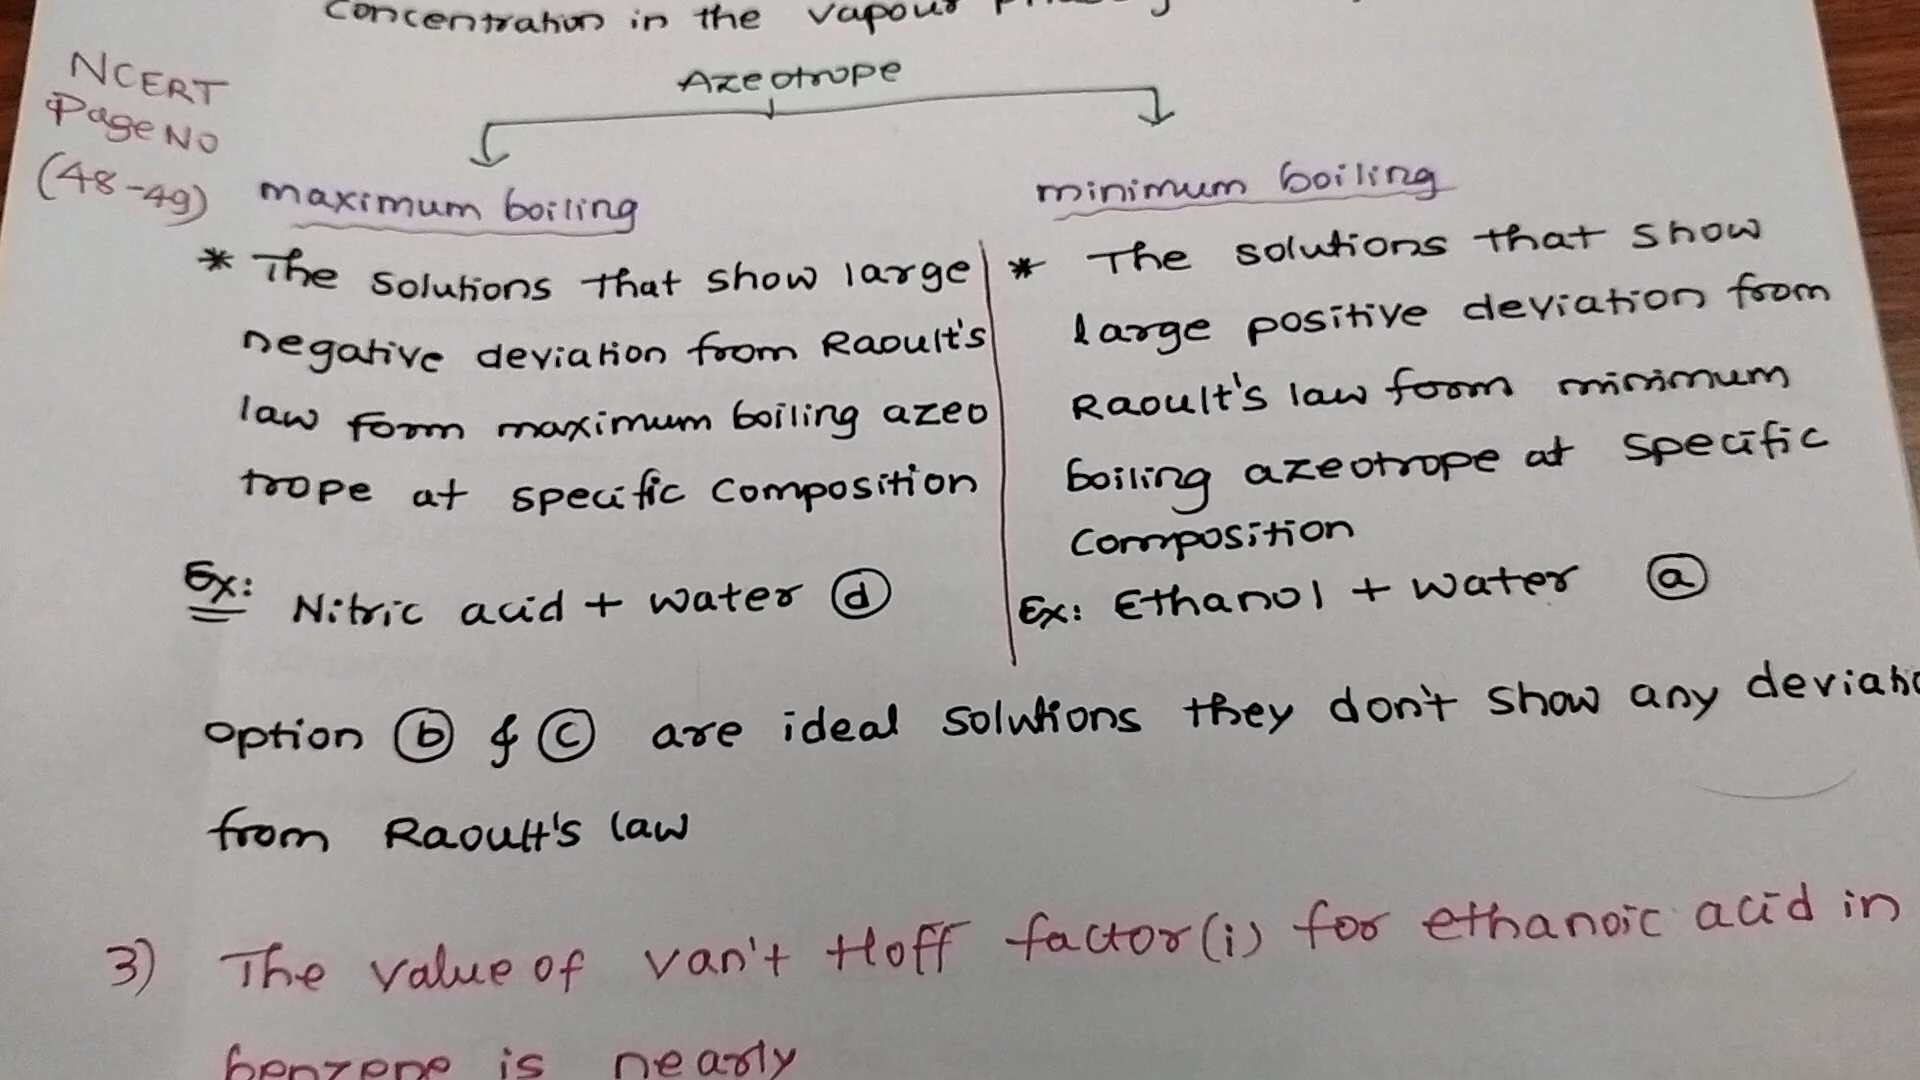 Concentration in the vapour
Azeotrope
NCERT
Page No
(48-49)
maximum boiling
* The solutions that show large
negative deviation from Raoult's
law form maximum boiling azeo
trope at specific composition
Ex: Nitric acid + water (d)
minimum boiling
* The solutions that show
large positive deviation from
Raoult's law form minimum
boiling azeotrope at specific
composition
Ex: Ethanol + water (a)
option (b) & (c) are ideal solutions they don't show any
from Raoult's law
3) The value of van't Hoff factor (i) for ethanoic acid in
benzene is nearly